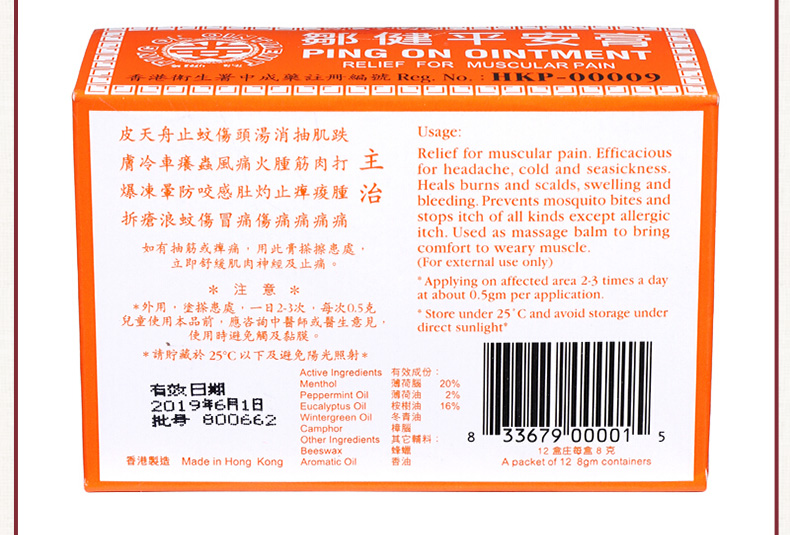 鄒健平安膏
PING ON OINTMENT
RELIEF FOR MUSCULAR PAIN
香港衛生署中成藥註冊編號 Reg. No. : HKP-00009
主治
跌打腫痛
肌肉痠痛
抽筋痺痛
消腫止痛
湯火灼傷
頭痛肚痛
傷風感冒
蚊蟲咬傷
止癢防蚊
舟車暈浪
天冷凍瘡
皮膚爆拆
如有抽筋或痺痛,用此膏搽擦患處,
立即舒緩肌肉神經及止痛。
* 注意 *
*外用,塗搽患處,一日2-3次,每次0.5克
兒童使用本品前,應咨詢中醫師或醫生意見,
使用時避免觸及黏膜。
*請貯藏於 25°C 以下及避免陽光照射*
Usage:
Relief for muscular pain. Efficacious
for headache, cold and seasickness.
Heals burns and scalds, swelling and
bleeding. Prevents mosquito bites and
stops itch of all kinds except allergic
itch. Used as massage balm to bring
comfort to weary muscle.
(For external use only)
*Applying on affected area 2-3 times a day
at about 0.5gm per application.
*Store under 25°C and avoid storage under
direct sunlight*
有效日期
2019年6月1日
批号 800662
香港製造 Made in Hong Kong
Active Ingredients 有效成份:
Menthol 薄荷腦 20%
Peppermint Oil 薄荷油 2%
Eucalyptus Oil 桉樹油 16%
Wintergreen Oil 冬青油
Camphor 樟腦
Other Ingredients 其它輔料:
Beeswax 蜂蠟
Aromatic Oil 香油
8 33679 00001 5
12 盒庄每盒 8 克
A packet of 12 8gm containers